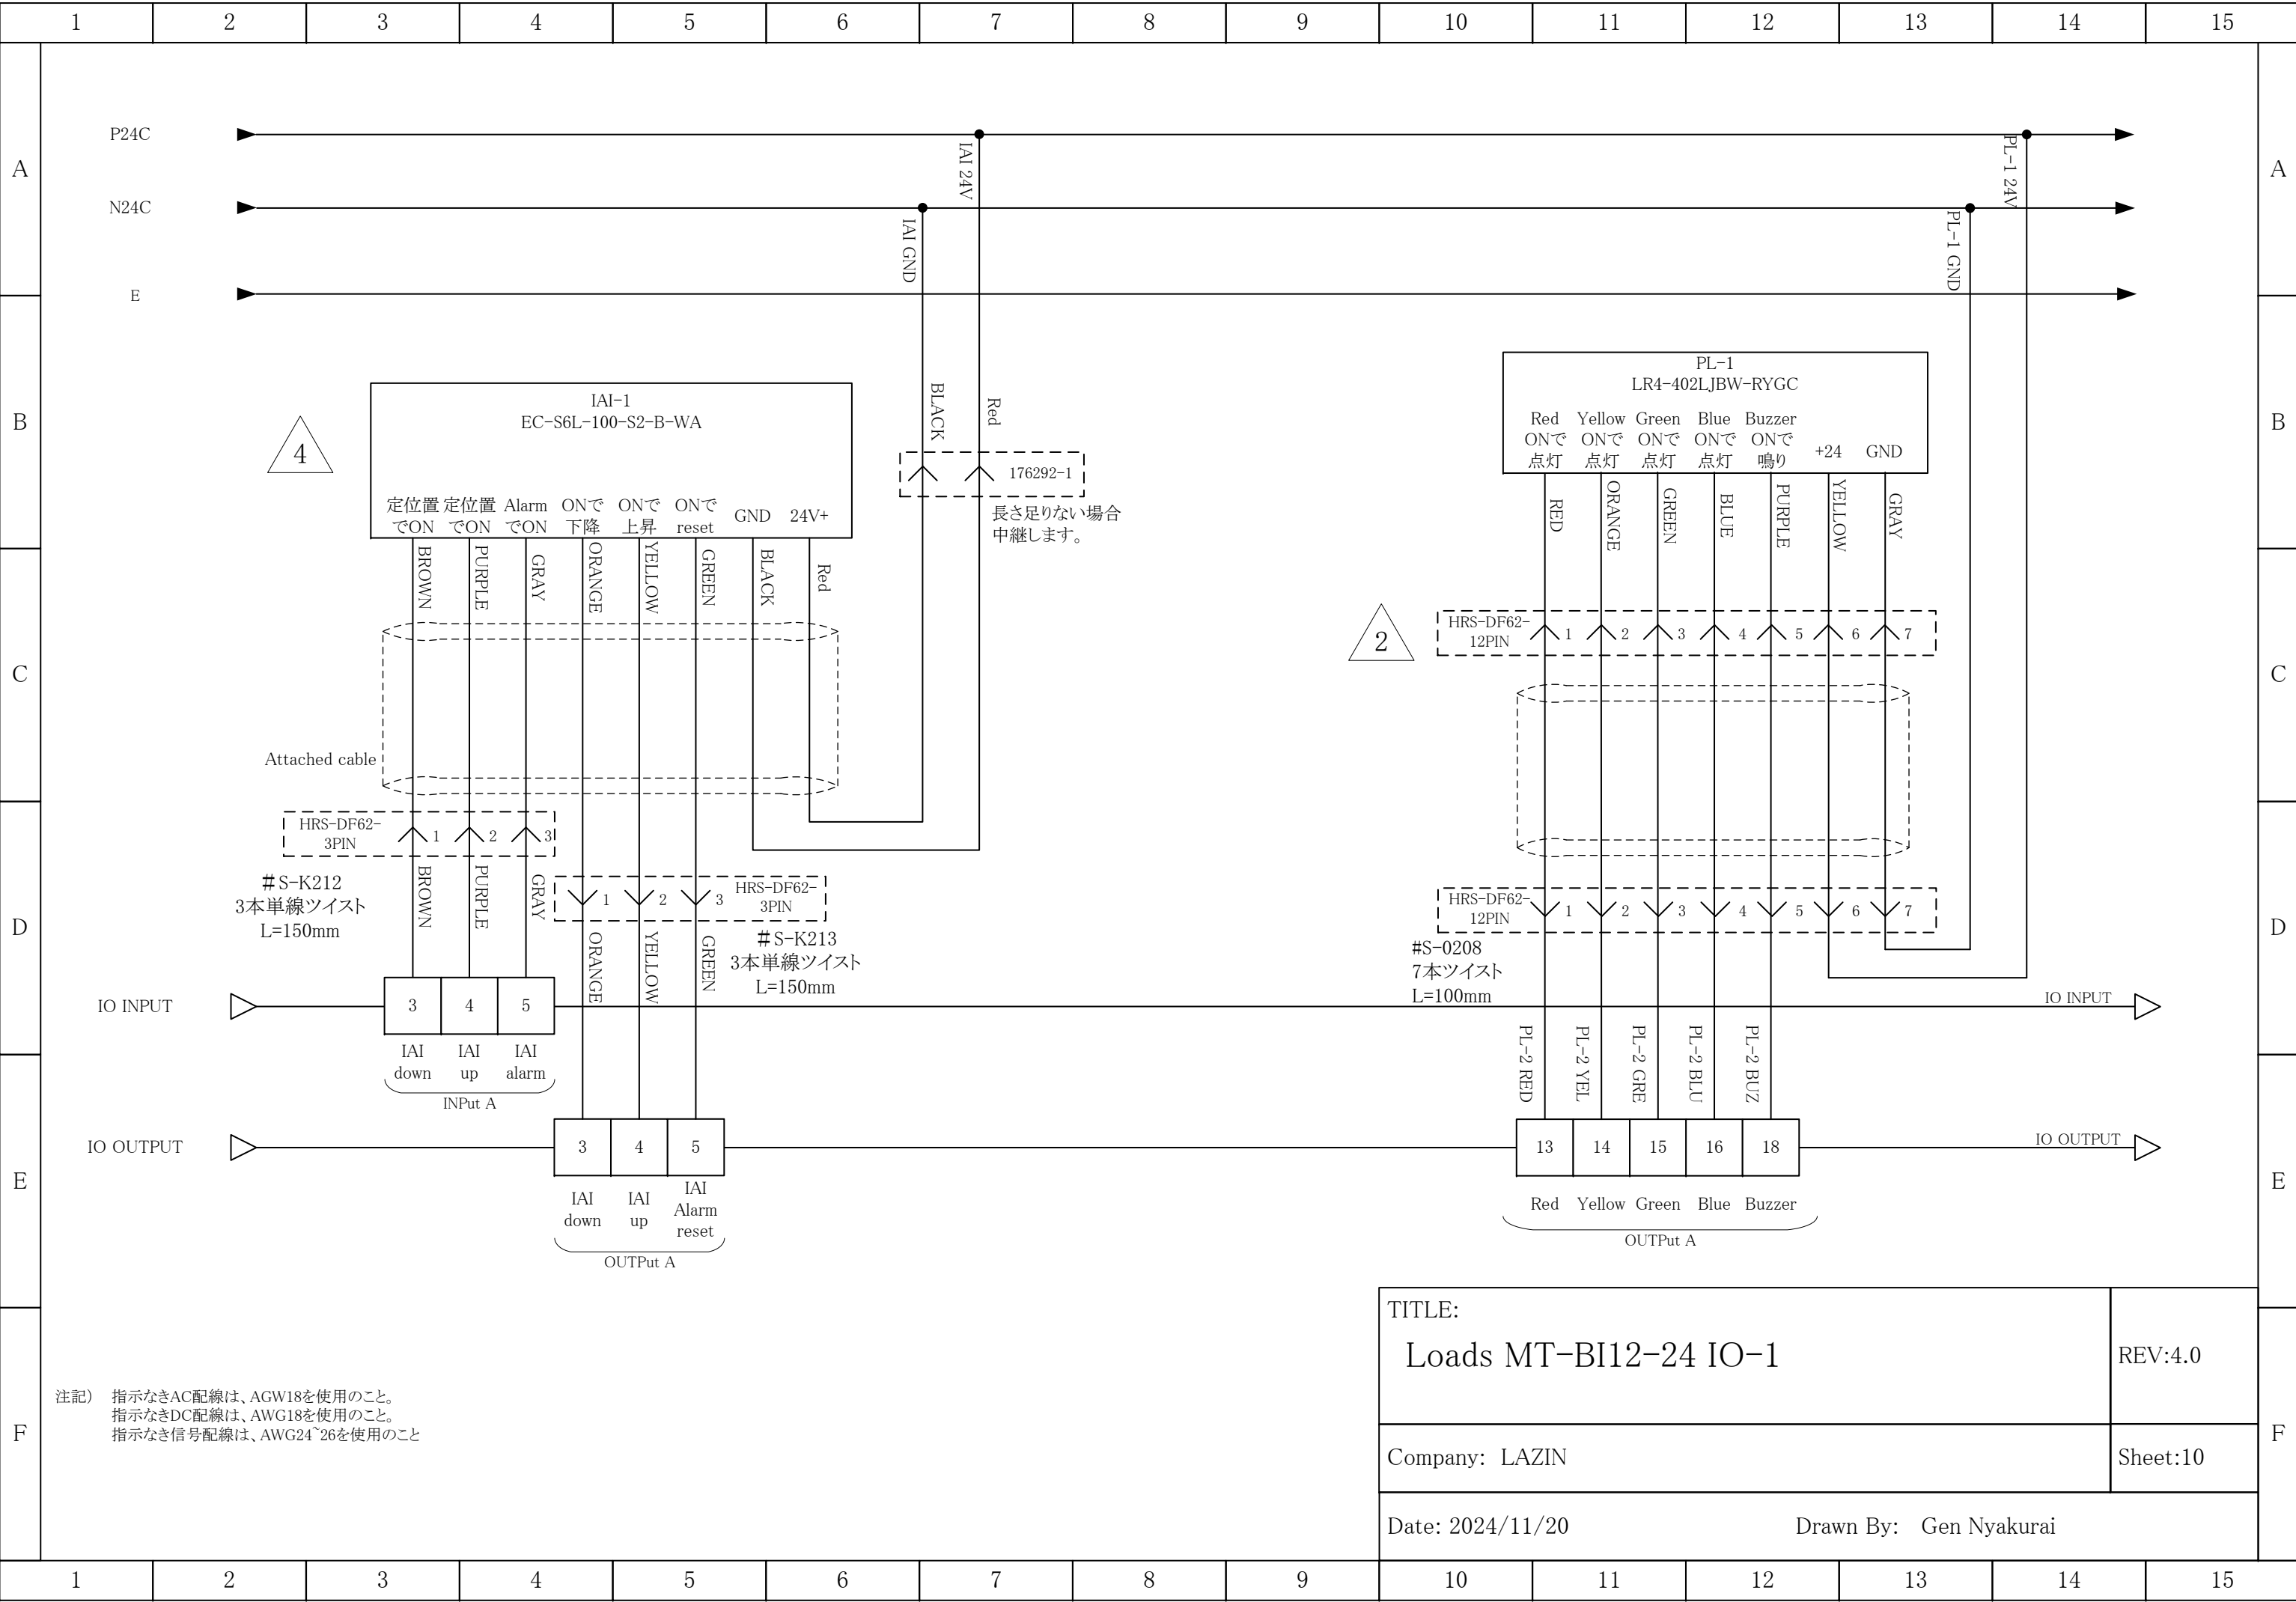 1 2 3 4 5 6 7 8 9 10 11 12 13 14 15
A
A
P24C
IAI 24V
PL-1 24V
N24C
IAI GND
PL-1 GND
E
B
B
4
IAI-1
EC-S6L-100-S2-B-WA
定位置でON
定位置でON
AlarmでON
ONで下降
ONで上昇
ONでreset
GND
24V+
BLACK
Red
176292-1
長さ足りない場合
中継します。
PL-1
LR4-402LJBW-RYGC
Red ONで点灯
Yellow ONで点灯
Green ONで点灯
Blue ONで点灯
Buzzer ONで鳴り
+24
GND
RED
ORANGE
GREEN
BLUE
PURPLE
YELLOW
GRAY
C
C
BROWN
PURPLE
GRAY
ORANGE
YELLOW
GREEN
BLACK
Red
2
HRS-DF62-
12PIN
1 2 3 4 5 6 7
Attached cable
D
D
HRS-DF62-
3PIN
1 2 3
#S-K212
3本単線ツイスト
L=150mm
BROWN
PURPLE
GRAY
1 2 3
HRS-DF62-
3PIN
#S-K213
3本単線ツイスト
L=150mm
ORANGE
YELLOW
GREEN
HRS-DF62-
12PIN
1 2 3 4 5 6 7
#S-0208
7本ツイスト
L=100mm
IO INPUT
3 4 5
IO INPUT
IAI down
IAI up
IAI alarm
INPut A
PL-2 RED
PL-2 YEL
PL-2 GRE
PL-2 BLU
PL-2 BUZ
E
E
IO OUTPUT
3 4 5
13 14 15 16 18
IO OUTPUT
IAI down
IAI up
IAI Alarm reset
OUTPut A
Red Yellow Green Blue Buzzer
OUTPut A
F
F
注記) 指示なきAC配線は、AGW18を使用のこと。
指示なきDC配線は、AWG18を使用のこと。
指示なき信号配線は、AWG24~26を使用のこと
TITLE:
Loads MT-BI12-24 IO-1
REV:4.0
Company: LAZIN
Sheet:10
Date: 2024/11/20
Drawn By: Gen Nyakurai
1 2 3 4 5 6 7 8 9 10 11 12 13 14 15